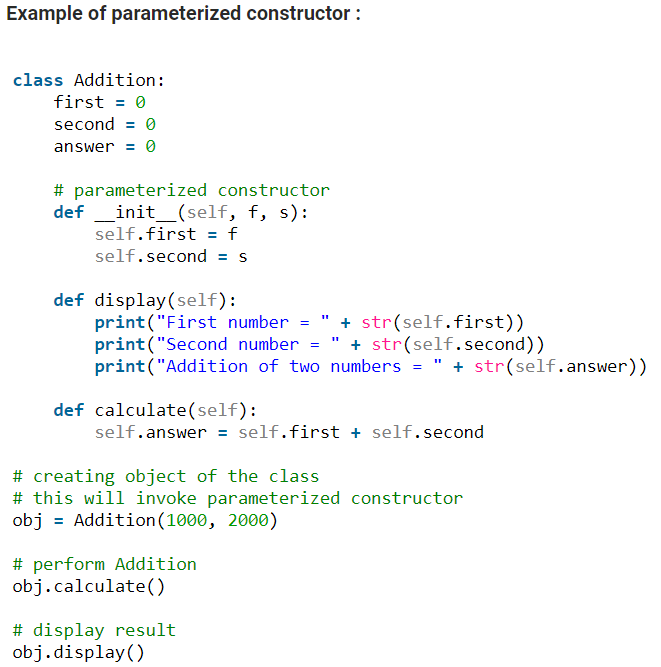 Example of parameterized constructor :
class Addition:
    first = 0
    second = 0
    answer = 0
    # parameterized constructor
    def __init__(self, f, s):
        self.first = f
        self.second = s
    def display(self):
        print("First number = " + str(self.first))
        print("Second number = " + str(self.second))
        print("Addition of two numbers = " + str(self.answer))
    def calculate(self):
        self.answer = self.first + self.second
# creating object of the class
# this will invoke parameterized constructor
obj = Addition(1000, 2000)
# perform Addition
obj.calculate()
# display result
obj.display()